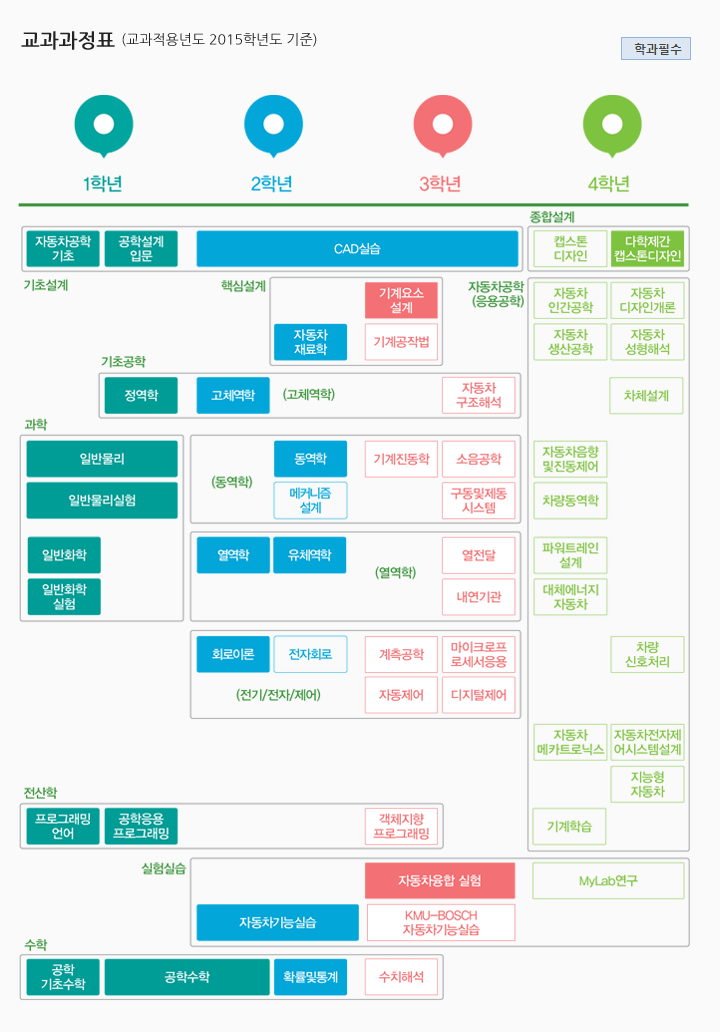 교과과정표 (교과적용년도 2015학년도 기준)
학과필수
1학년
2학년
3학년
4학년
종합설계
자동차공학
기초
공학설계
입문
CAD실습
캡스톤
디자인
다학제간
캡스톤디자인
기초설계
핵심설계
기계요소
설계
자동차공학
(응용공학)
자동차
인간공학
자동차
디자인개론
자동차
재료학
기계공작법
자동차
생산공학
자동차
성형해석
기초공학
정역학
고체역학
(고체역학)
자동차
구조해석
차체설계
과학
일반물리
(동역학)
동역학
기계진동학
소음공학
자동차음향
및진동제어
일반물리실험
메커니즘
설계
구동및제동
시스템
차량동역학
일반화학
열역학
유체역학
(열역학)
열전달
파워트레인
설계
일반화학
실험
내연기관
대체에너지
자동차
회로이론
전자회로
계측공학
마이크로프
로세서응용
차량
신호처리
(전기/전자/제어)
자동제어
디지털제어
자동차
메카트로닉스
자동차전자제
어시스템설계
지능형
자동차
전산학
프로그래밍
언어
공학응용
프로그래밍
객체지향
프로그래밍
기계학습
실험실습
자동차융합 실험
MyLab연구
자동차기능실습
KMU-BOSCH
자동차기능실습
수학
공학
기초수학
공학수학
확률및통계
수치해석